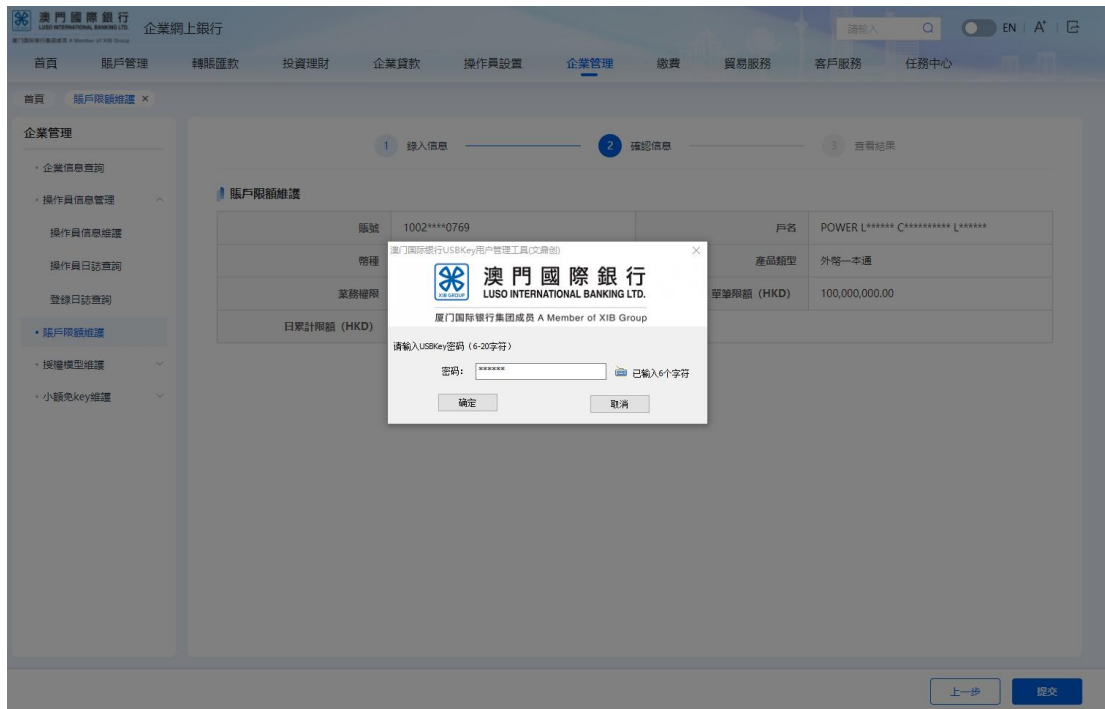 澳門國際銀行
LUSO INTERNATIONAL BANKING LTD.
企業網上銀行
請輸入
EN
A+
首頁 賬戶管理 轉賬匯款 投資理財 企業貸款 操作員設置 企業管理 繳費 貿易服務 客戶服務 任務中心
首頁 賬戶限額維護 ×
企業管理
企業信息查詢
操作員信息管理
操作員信息維護
操作員日誌查詢
登錄日誌查詢
賬戶限額維護
授權模型維護
小額免key維護
1 錄入信息 2 確認信息 3 查看結果
賬戶限額維護
賬號 1002****0769 戶名 POWER L****** C********** L******
幣種 產品類型 外幣一本通
業務權限 單筆限額 (HKD) 100,000,000.00
日累計限額 (HKD)
澳门国际银行USBKey用户管理工具(文鼎创)
XIB GROUP
澳門國際銀行
LUSO INTERNATIONAL BANKING LTD.
厦门国际银行集团成员 A Member of XIB Group
请输入USBKey密码（6-20字符）
密码: ****** 已输入6个字符
确定 取消
上一步 提交